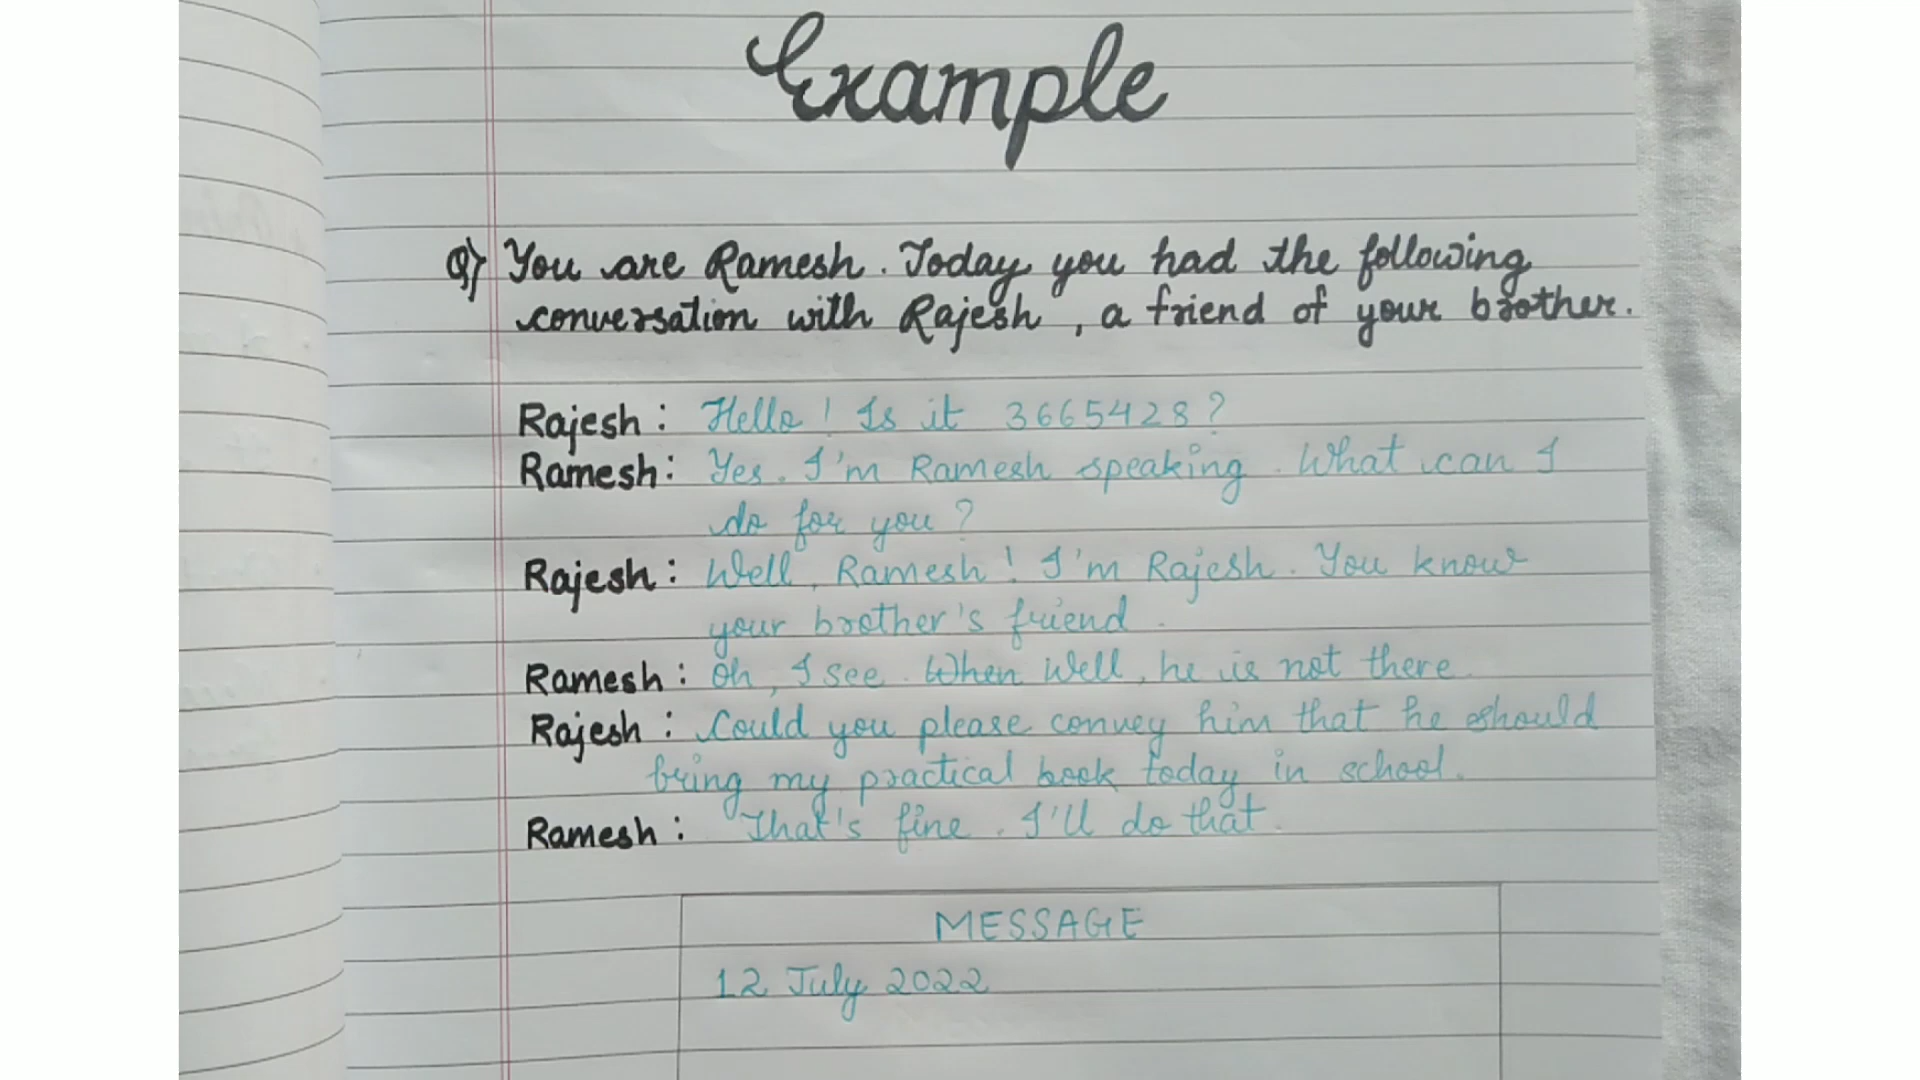 Example
Q) You are Ramesh. Today you had the following
conversation with Rajesh, a friend of your brother.
Rajesh: Hello! Is it 3665428?
Ramesh: Yes. I'm Ramesh speaking. What can I
do for you?
Rajesh: Well, Ramesh! I'm Rajesh. You know
your brother's friend.
Ramesh: Oh, I see. When Well, he is not there.
Rajesh: Could you please convey him that he should
bring my practical book today in school.
Ramesh: That's fine. I'll do that.
MESSAGE
12 July 2022